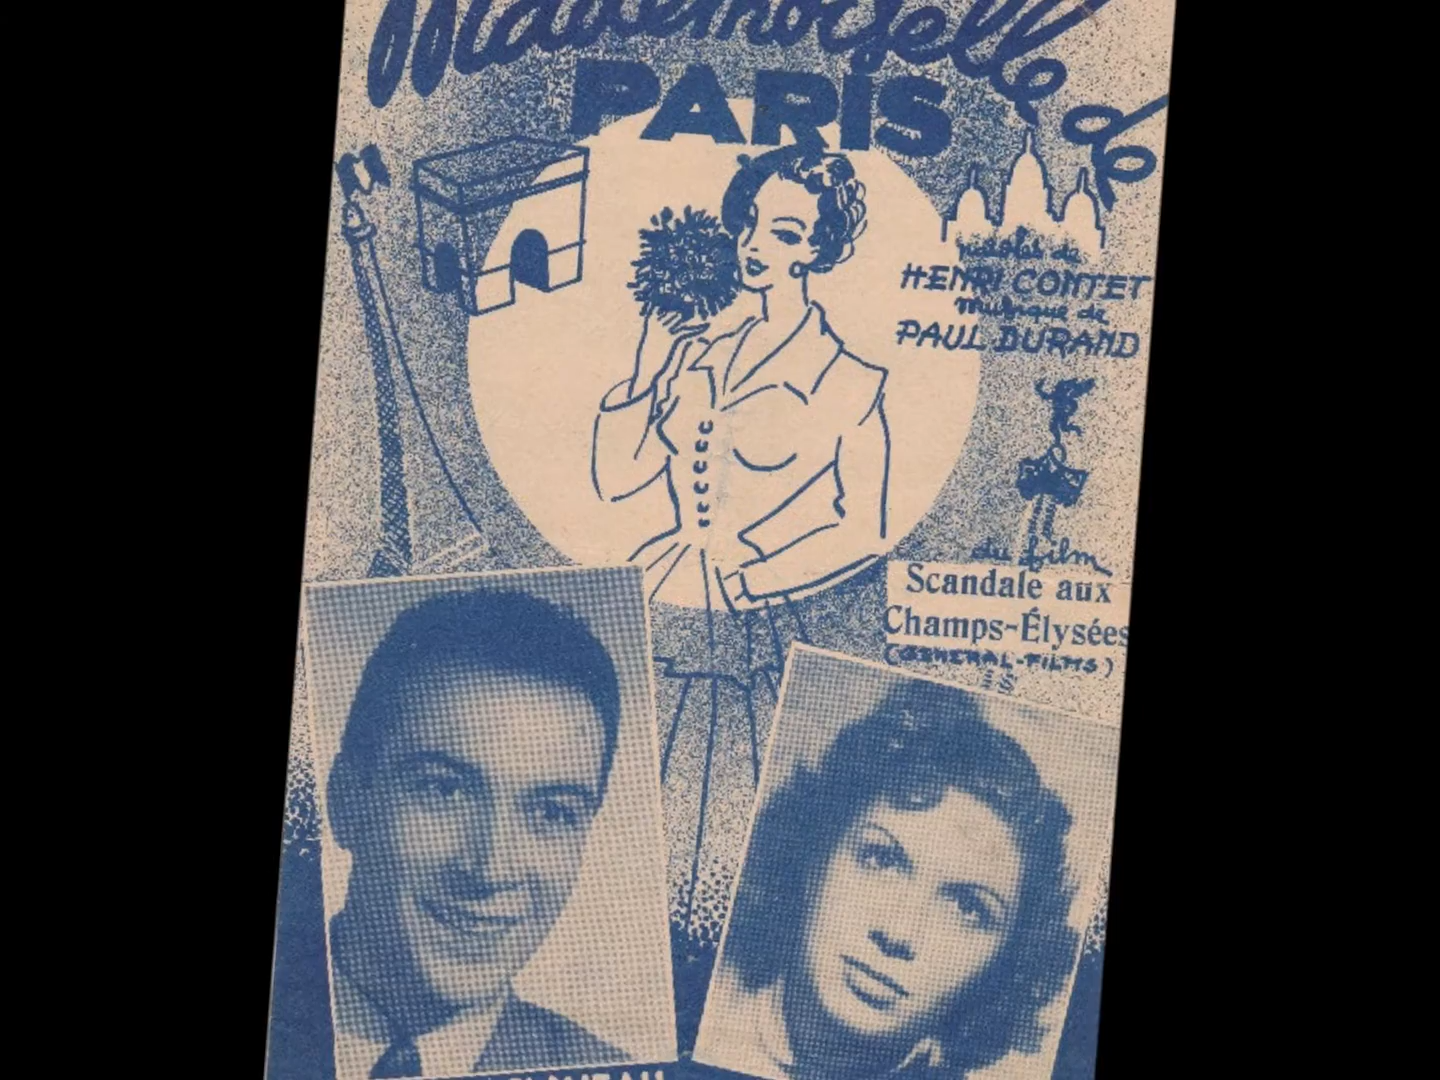 Mademoiselle de
PARIS
paroles de
HENRI CONTET
musique de
PAUL DURAND
du film
Scandale aux
Champs-Élysées
(GENERAL-FILMS)